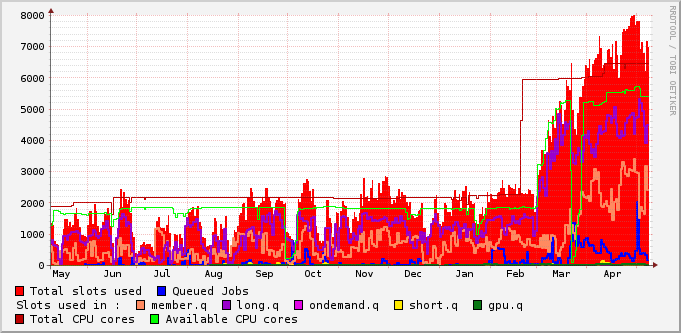 8000
7000
6000
5000
4000
3000
2000
1000
0
May Jun Jul Aug Sep Oct Nov Dec Jan Feb Mar Apr
RRDTOOL / TOBI OETIKER
Total slots used Queued Jobs
Slots used in : member.q long.q ondemand.q short.q gpu.q
Total CPU cores Available CPU cores